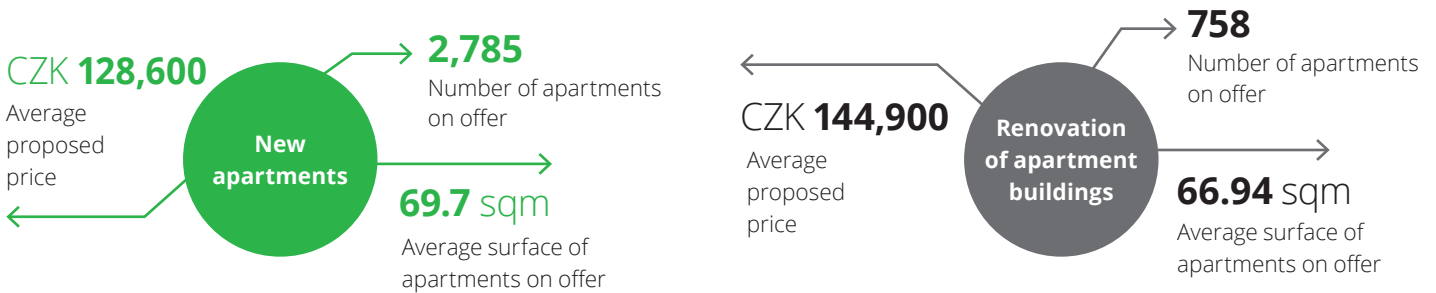 CZK 128,600
Average
proposed
price
New
apartments
2,785
Number of apartments
on offer
69.7 sqm
Average surface of
apartments on offer
CZK 144,900
Average
proposed
price
Renovation
of apartment
buildings
758
Number of apartments
on offer
66.94 sqm
Average surface of
apartments on offer